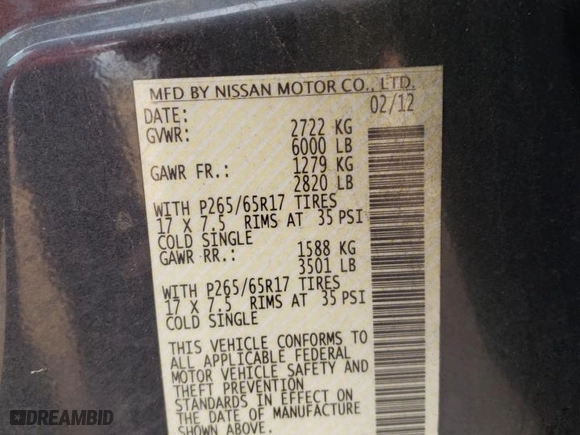 MFD BY NISSAN MOTOR CO., LTD.
DATE: 02/12
GVWR: 2722 KG
6000 LB
GAWR FR.: 1279 KG
2820 LB
WITH P265/65R17 TIRES
17 X 7.5 RIMS AT 35 PSI
COLD SINGLE
GAWR RR.: 1588 KG
3501 LB
WITH P265/65R17 TIRES
17 X 7.5 RIMS AT 35 PSI
COLD SINGLE
THIS VEHICLE CONFORMS TO
ALL APPLICABLE FEDERAL
MOTOR VEHICLE SAFETY AND
THEFT PREVENTION
STANDARDS IN EFFECT ON
THE DATE OF MANUFACTURE
SHOWN ABOVE.
DREAMBID